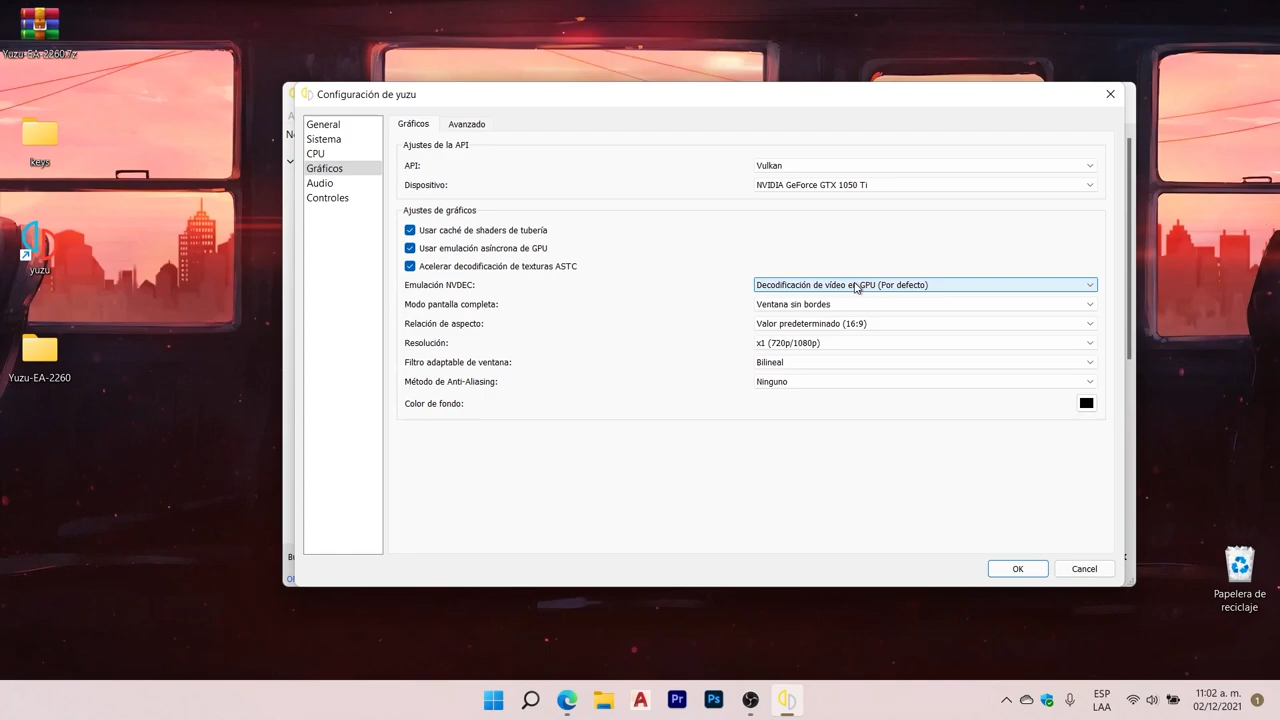 Yuzu-EA-2260.7z
keys
yuzu
Yuzu-EA-2260
Configuración de yuzu
General
Sistema
CPU
Gráficos
Audio
Controles
Gráficos
Avanzado
Ajustes de la API
API:
Vulkan
Dispositivo:
NVIDIA GeForce GTX 1050 Ti
Ajustes de gráficos
Usar caché de shaders de tubería
Usar emulación asíncrona de GPU
Acelerar decodificación de texturas ASTC
Emulación NVDEC:
Decodificación de vídeo en GPU (Por defecto)
Modo pantalla completa:
Ventana sin bordes
Relación de aspecto:
Valor predeterminado (16:9)
Resolución:
x1 (720p/1080p)
Filtro adaptable de ventana:
Bilineal
Método de Anti-Aliasing:
Ninguno
Color de fondo:
OK
Cancel
Papelera de
reciclaje
A
Pr
Ps
ESP
LAA
11:02 a. m.
02/12/2021
1